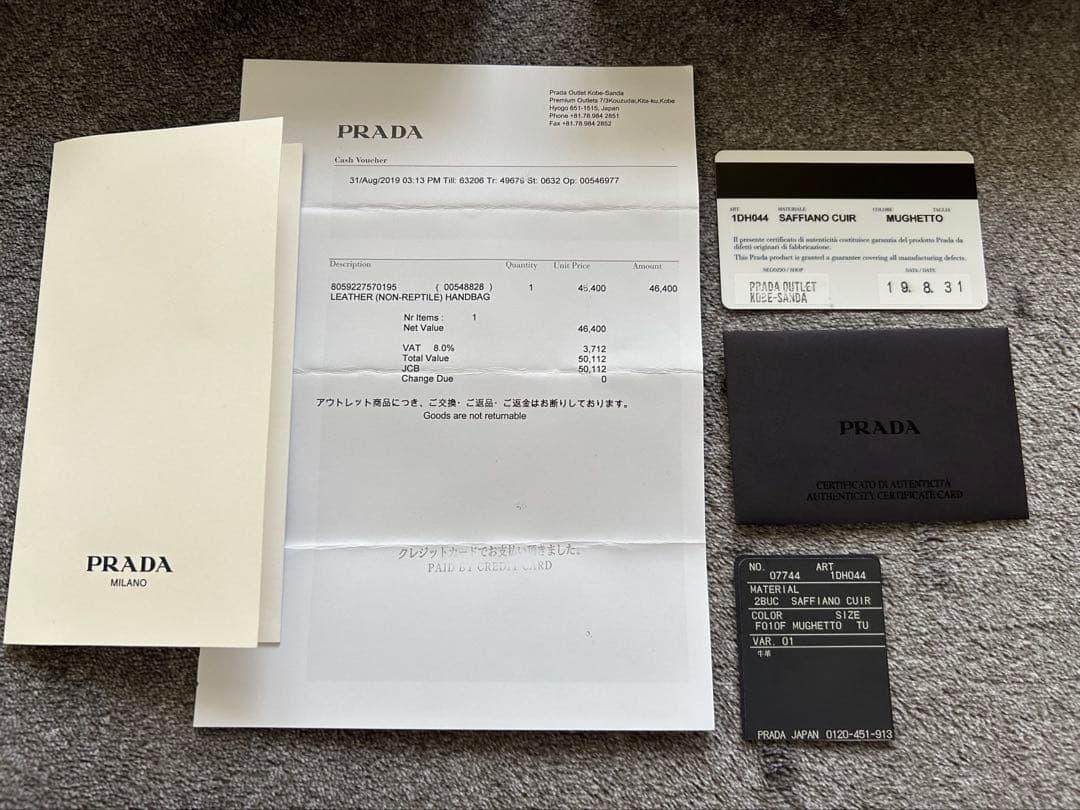 PRADA
MILANO
Prada Outlet Kobe-Sanda
Premium Outlets 7/3Kouzudai,Kita-ku,Kobe
Hyogo 651-1515, Japan
Phone +81.78.984 2851
Fax +81.78.984 2852
PRADA
Cash Voucher
31/Aug/2019 03:13 PM Till: 63206 Tr: 49679 St: 0632 Op: 00546977
Description Quantity Unit Price Amount
8059227570195 ( 00548828 ) 1 46,400 46,400
LEATHER (NON-REPTILE) HANDBAG
Nr Items : 1
Net Value 46,400
VAT 8.0% 3,712
Total Value 50,112
JCB 50,112
Change Due 0
アウトレット商品につき、ご交換・ご返品・ご返金はお断りしております。
Goods are not returnable
クレジットカードでお支払い頂きました。
PAID BY CREDIT CARD
ART. MATERIALE COLORE TAGLIA
1DH044 SAFFIANO CUIR MUGHETTO
Il presente certificato di autenticità costituisce garanzia del prodotto Prada da
difetti originari di fabbricazione.
This Prada product is granted a guarantee covering all manufacturing defects.
NEGOZIO / SHOP DATA / DATE
PRADA OUTLET
KOBE-SANDA
19. 8. 31
PRADA
CERTIFICATO DI AUTENTICITÀ
AUTHENTICITY CERTIFICATE CARD
NO. ART
07744 1DH044
MATERIAL
2BUC SAFFIANO CUIR
COLOR SIZE
F010F MUGHETTO TU
VAR. 01
牛革
PRADA JAPAN 0120-451-913